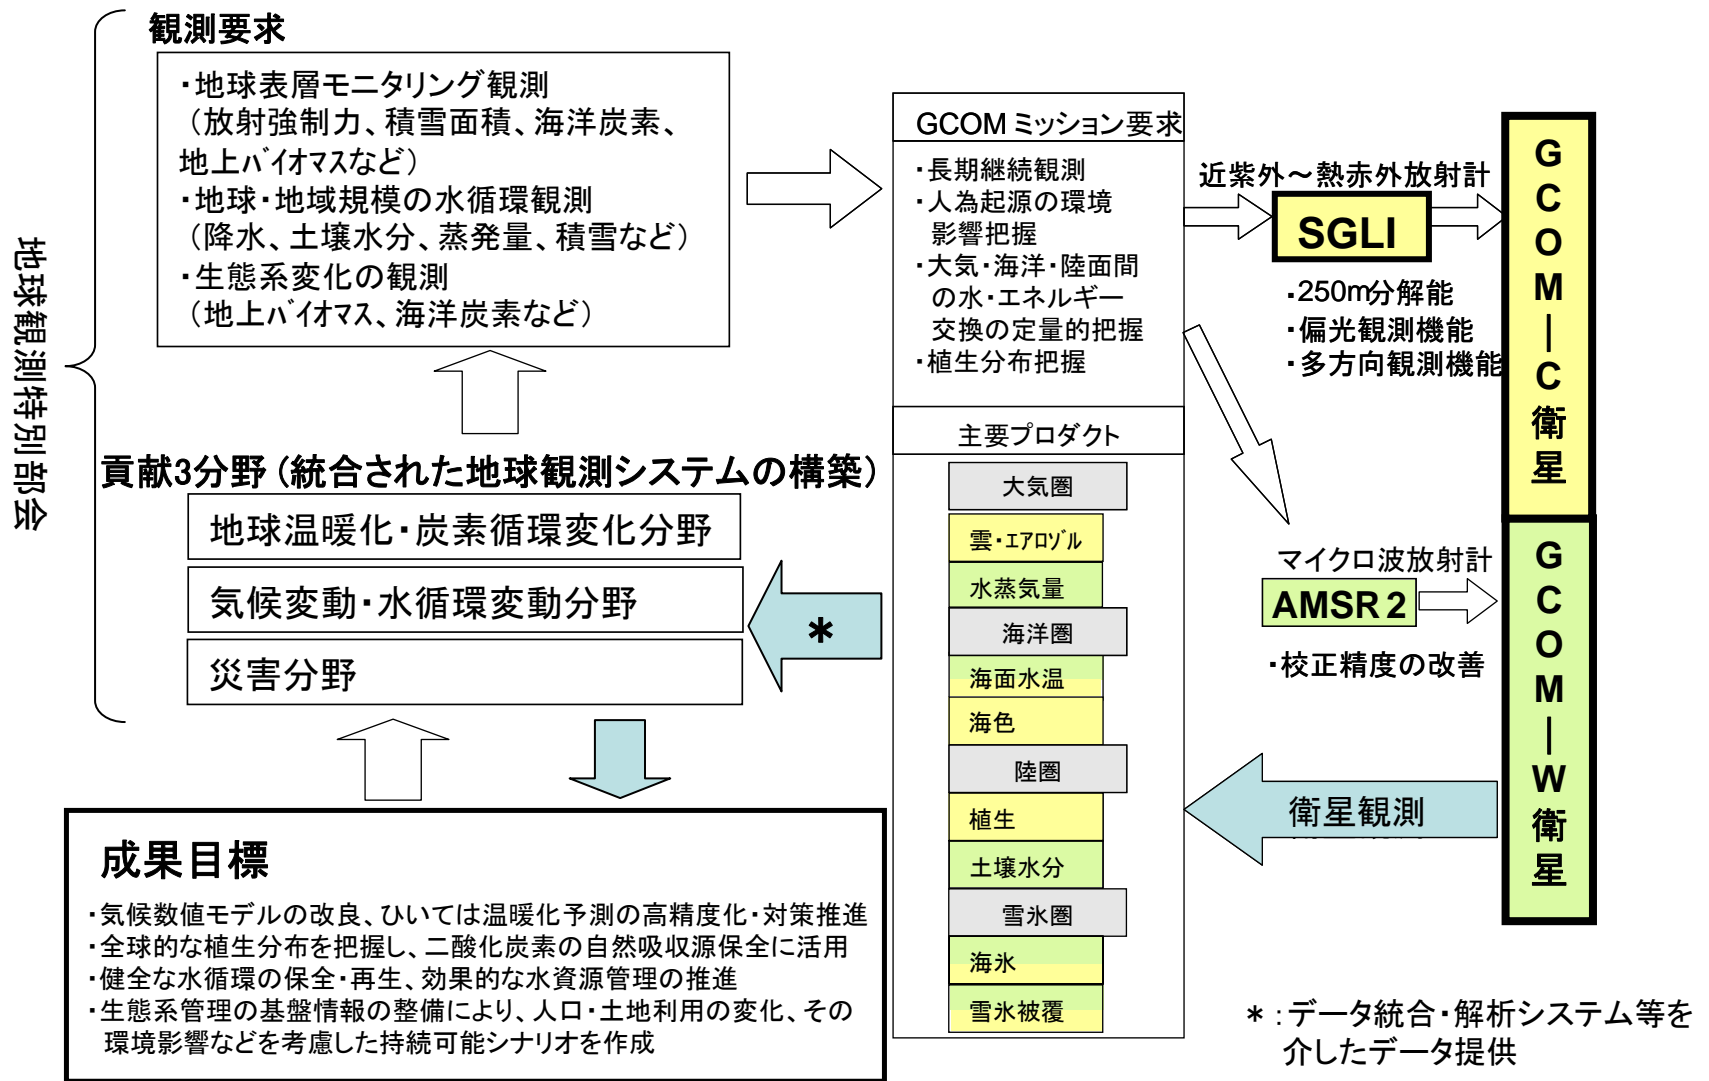 地球観測特別部会
観測要求
・地球表層モニタリング観測
（放射強制力、積雪面積、海洋炭素、
地上バイオマスなど）
・地球・地域規模の水循環観測
（降水、土壌水分、蒸発量、積雪など）
・生態系変化の観測
（地上バイオマス、海洋炭素など）
貢献3分野（統合された地球観測システムの構築）
地球温暖化・炭素循環変化分野
気候変動・水循環変動分野
災害分野
＊
成果目標
・気候数値モデルの改良、ひいては温暖化予測の高精度化・対策推進
・全球的な植生分布を把握し、二酸化炭素の自然吸収源保全に活用
・健全な水循環の保全・再生、効果的な水資源管理の推進
・生態系管理の基盤情報の整備により、人口・土地利用の変化、その
環境影響などを考慮した持続可能シナリオを作成
GCOMミッション要求
・長期継続観測
・人為起源の環境
影響把握
・大気・海洋・陸面間
の水・エネルギー
交換の定量的把握
・植生分布把握
主要プロダクト
大気圏
雲・エアロゾル
水蒸気量
海洋圏
海面水温
海色
陸圏
植生
土壌水分
雪氷圏
海氷
雪氷被覆
近紫外～熱赤外放射計
SGLI
・250m分解能
・偏光観測機能
・多方向観測機能
マイクロ波放射計
AMSR2
・校正精度の改善
衛星観測
GCOM－C衛星
GCOM－W衛星
＊：データ統合・解析システム等を
介したデータ提供